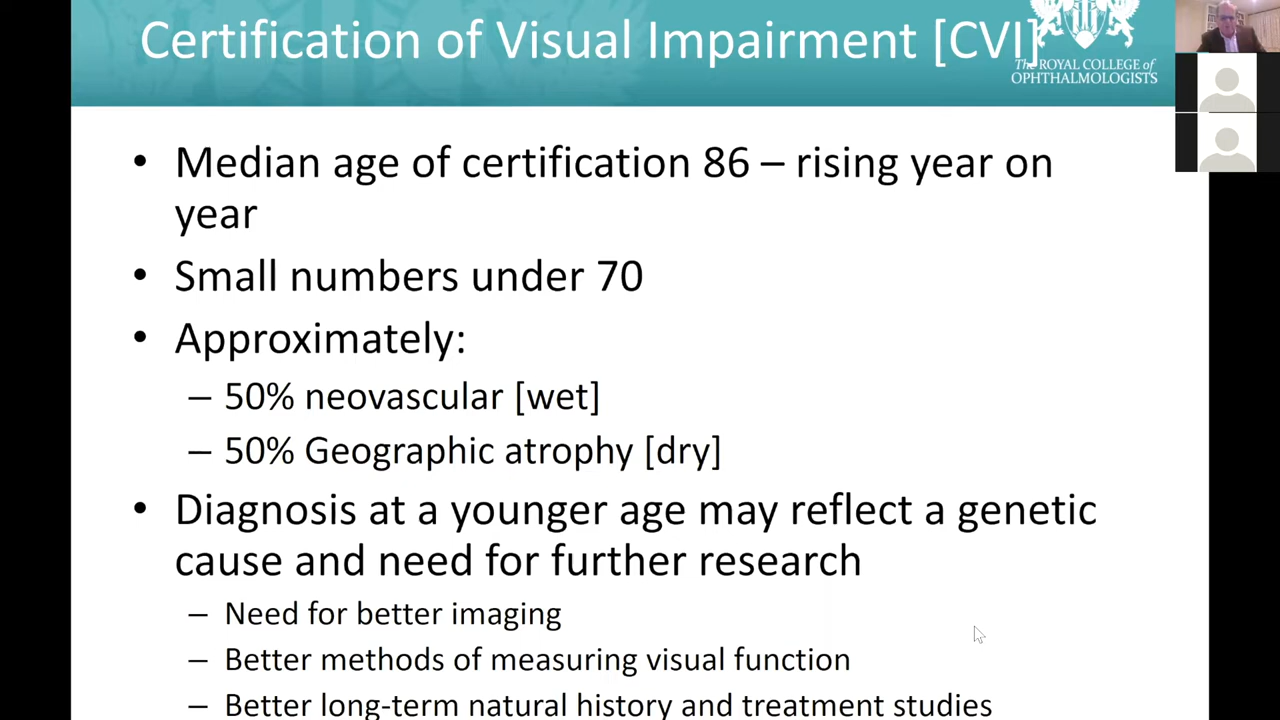 Certification of Visual Impairment [CVI]
The ROYAL COLLEGE of
OPHTHALMOLOGISTS
• Median age of certification 86 – rising year on
year
• Small numbers under 70
• Approximately:
– 50% neovascular [wet]
– 50% Geographic atrophy [dry]
• Diagnosis at a younger age may reflect a genetic
cause and need for further research
– Need for better imaging
– Better methods of measuring visual function
– Better long-term natural history and treatment studies